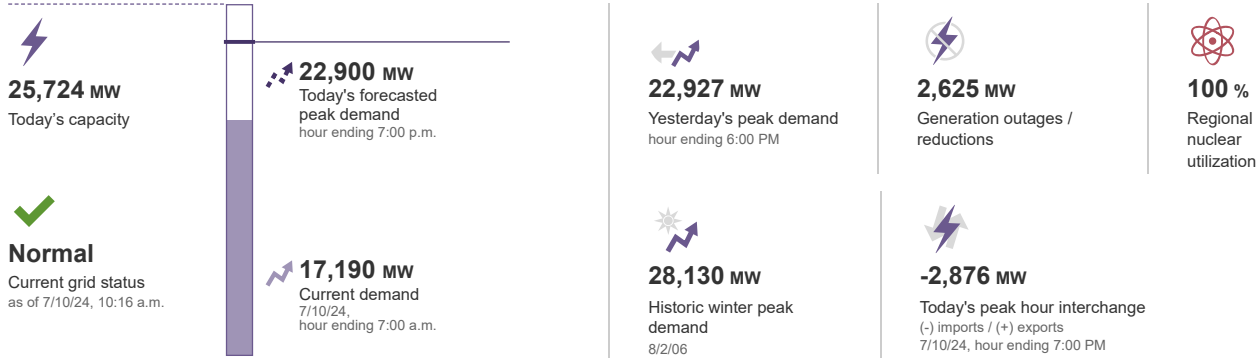 25,724 MW
Today's capacity
Normal
Current grid status
as of 7/10/24, 10:16 a.m.
22,900 MW
Today's forecasted
peak demand
hour ending 7:00 p.m.
17,190 MW
Current demand
7/10/24,
hour ending 7:00 a.m.
22,927 MW
Yesterday's peak demand
hour ending 6:00 PM
2,625 MW
Generation outages /
reductions
100 %
Regional
nuclear
utilization
28,130 MW
Historic winter peak
demand
8/2/06
-2,876 MW
Today's peak hour interchange
(-) imports / (+) exports
7/10/24, hour ending 7:00 PM